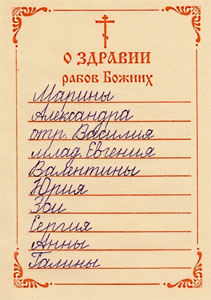 О ЗДРАВИИ
рабов Божиих
Марины
Александра
отр. Василия
млад. Евгения
Валентины
Юрия
Зои
Сергия
Анны
Галины